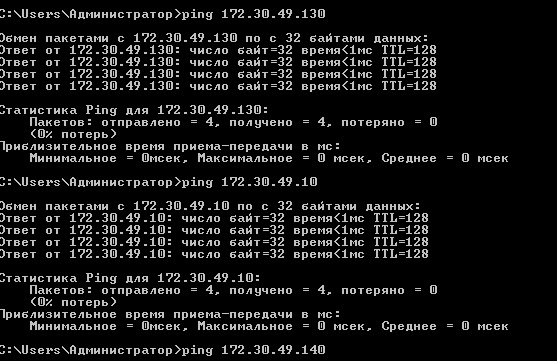 C:\Users\Администратор>ping 172.30.49.130
Обмен пакетами с 172.30.49.130 по с 32 байтами данных:
Ответ от 172.30.49.130: число байт=32 время<1мс TTL=128
Ответ от 172.30.49.130: число байт=32 время<1мс TTL=128
Ответ от 172.30.49.130: число байт=32 время<1мс TTL=128
Ответ от 172.30.49.130: число байт=32 время<1мс TTL=128
Статистика Ping для 172.30.49.130:
Пакетов: отправлено = 4, получено = 4, потеряно = 0
(0% потерь)
Приблизительное время приема-передачи в мс:
Минимальное = 0мсек, Максимальное = 0 мсек, Среднее = 0 мсек
C:\Users\Администратор>ping 172.30.49.10
Обмен пакетами с 172.30.49.10 по с 32 байтами данных:
Ответ от 172.30.49.10: число байт=32 время<1мс TTL=128
Ответ от 172.30.49.10: число байт=32 время<1мс TTL=128
Ответ от 172.30.49.10: число байт=32 время<1мс TTL=128
Ответ от 172.30.49.10: число байт=32 время<1мс TTL=128
Статистика Ping для 172.30.49.10:
Пакетов: отправлено = 4, получено = 4, потеряно = 0
(0% потерь)
Приблизительное время приема-передачи в мс:
Минимальное = 0мсек, Максимальное = 0 мсек, Среднее = 0 мсек
C:\Users\Администратор>ping 172.30.49.140